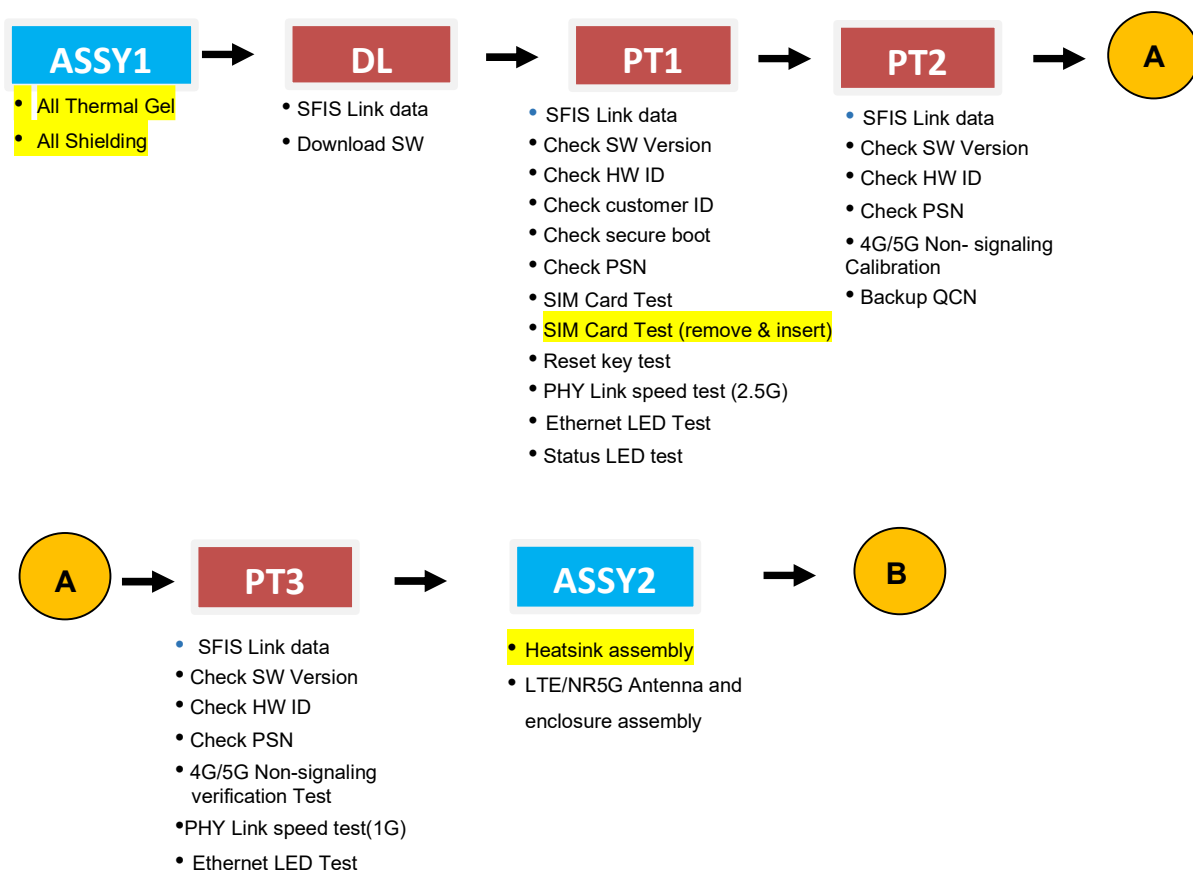 ASSY1
• All Thermal Gel
• All Shielding
DL
• SFIS Link data
• Download SW
PT1
• SFIS Link data
• Check SW Version
• Check HW ID
• Check customer ID
• Check secure boot
• Check PSN
• SIM Card Test
• SIM Card Test (remove & insert)
• Reset key test
• PHY Link speed test (2.5G)
• Ethernet LED Test
• Status LED test
PT2
• SFIS Link data
• Check SW Version
• Check HW ID
• Check PSN
• 4G/5G Non- signaling
Calibration
• Backup QCN
A
A
PT3
• SFIS Link data
• Check SW Version
• Check HW ID
• Check PSN
• 4G/5G Non-signaling
verification Test
•PHY Link speed test(1G)
• Ethernet LED Test
ASSY2
• Heatsink assembly
• LTE/NR5G Antenna and
enclosure assembly
B